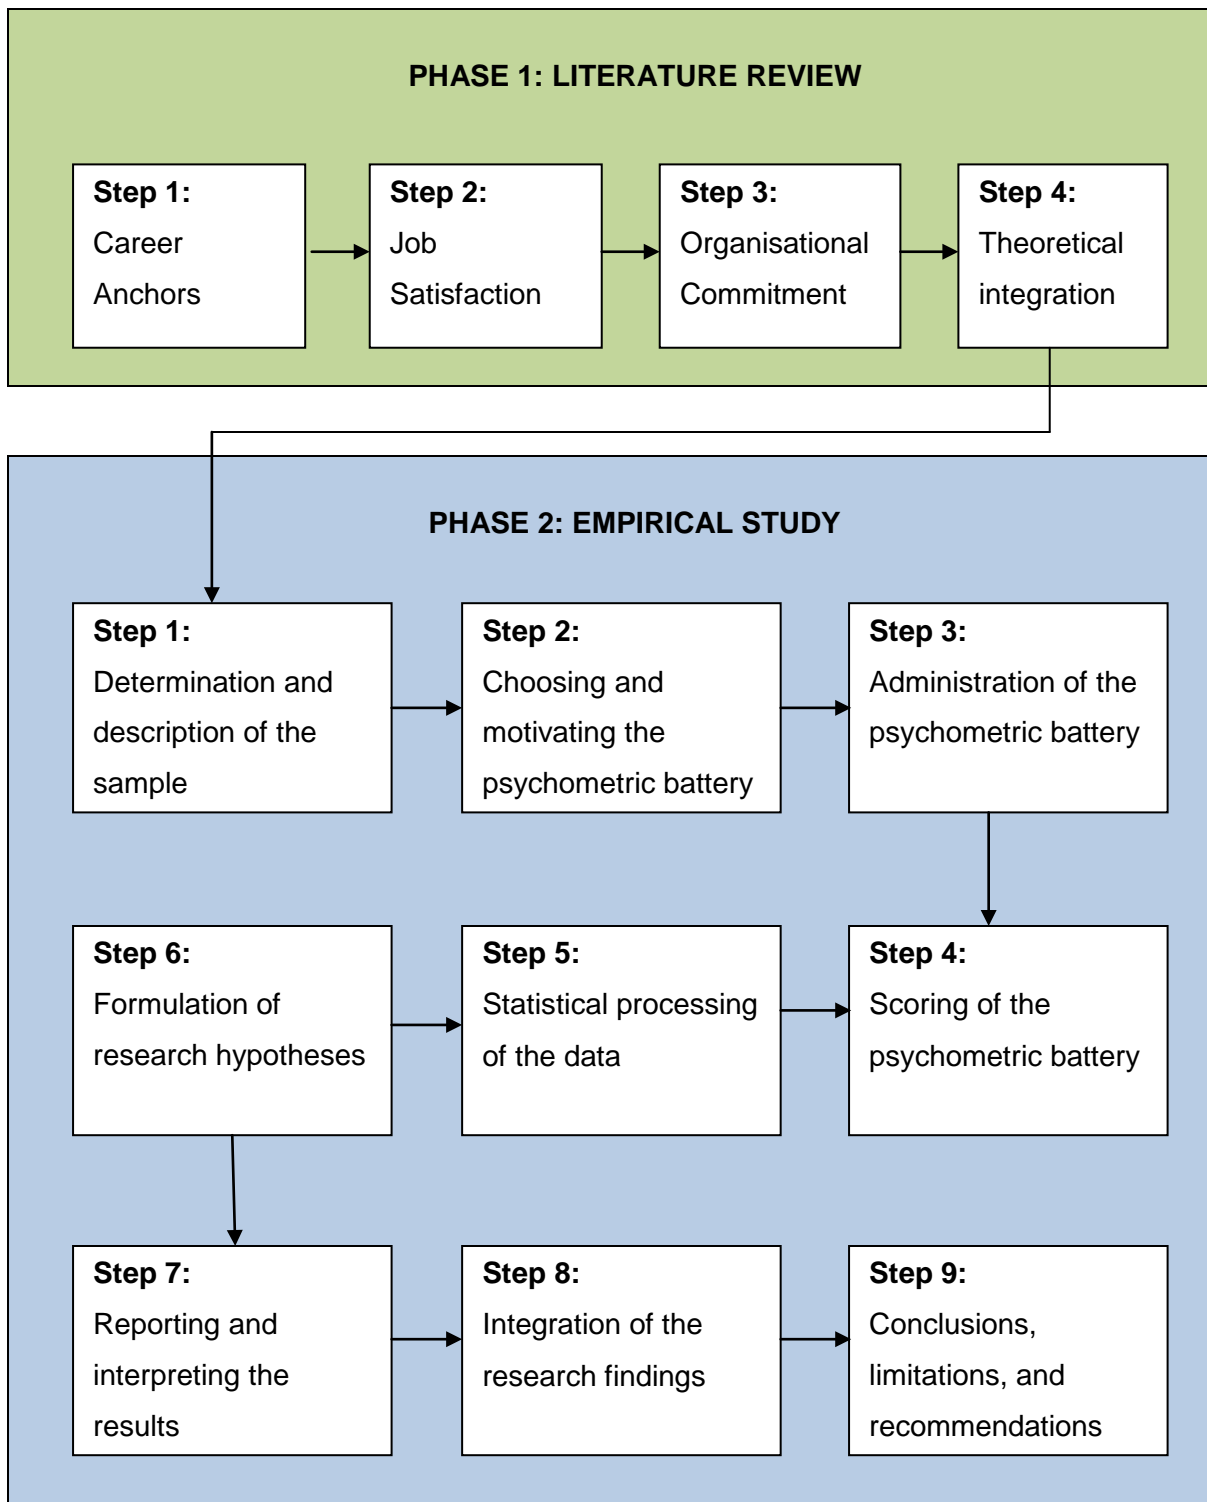 PHASE 1: LITERATURE REVIEW
Step 1:
Career
Anchors
Step 2:
Job
Satisfaction
Step 3:
Organisational
Commitment
Step 4:
Theoretical
integration
PHASE 2: EMPIRICAL STUDY
Step 1:
Determination and
description of the
sample
Step 2:
Choosing and
motivating the
psychometric battery
Step 3:
Administration of the
psychometric battery
Step 6:
Formulation of
research hypotheses
Step 5:
Statistical processing
of the data
Step 4:
Scoring of the
psychometric battery
Step 7:
Reporting and
interpreting the
results
Step 8:
Integration of the
research findings
Step 9:
Conclusions,
limitations, and
recommendations